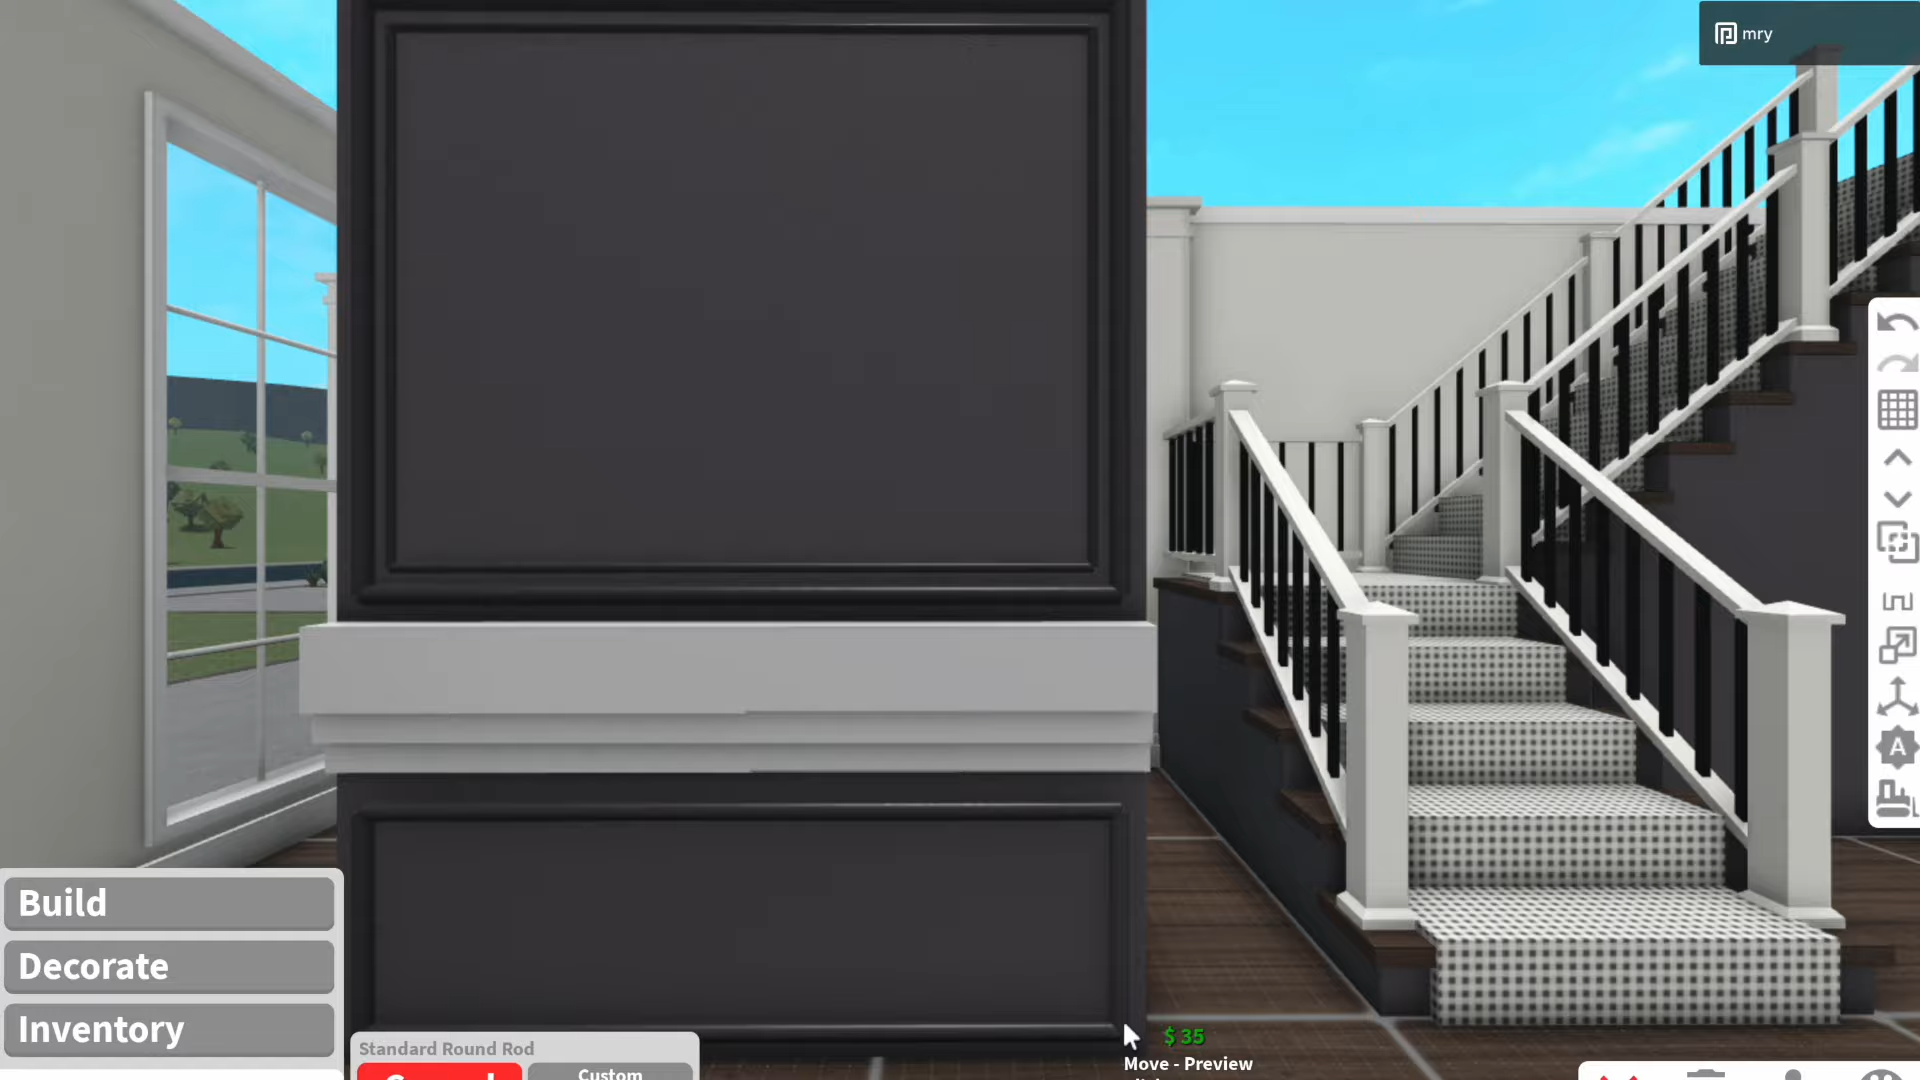 mry
Build
Decorate
Inventory
Standard Round Rod
Custom
$ 35
Move - Preview
A